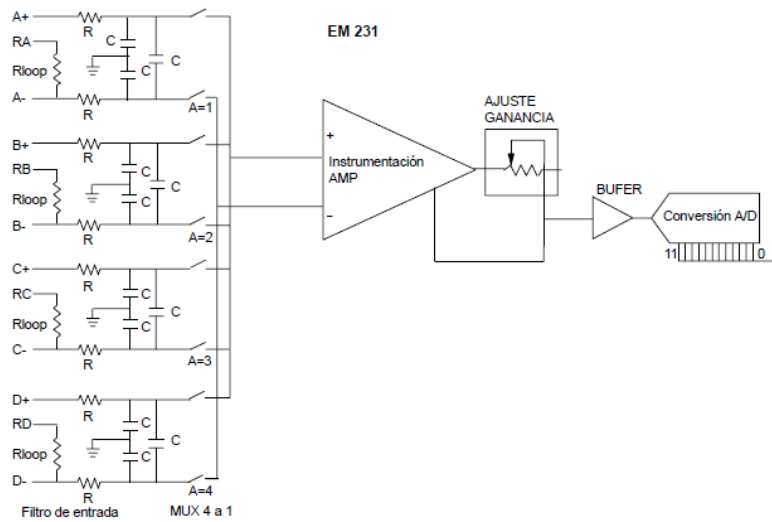 EM 231
A+
R
C
RA
C
Rloop
C
A-
R
A=1
B+
R
RB
C
C
Rloop
C
B-
R
A=2
C+
R
RC
C
C
Rloop
C
C-
R
A=3
D+
R
RD
C
C
Rloop
C
D-
R
A=4
Filtro de entrada
MUX 4 a 1
+
Instrumentación
AMP
–
AJUSTE
GANANCIA
BUFER
Conversión A/D
11
0